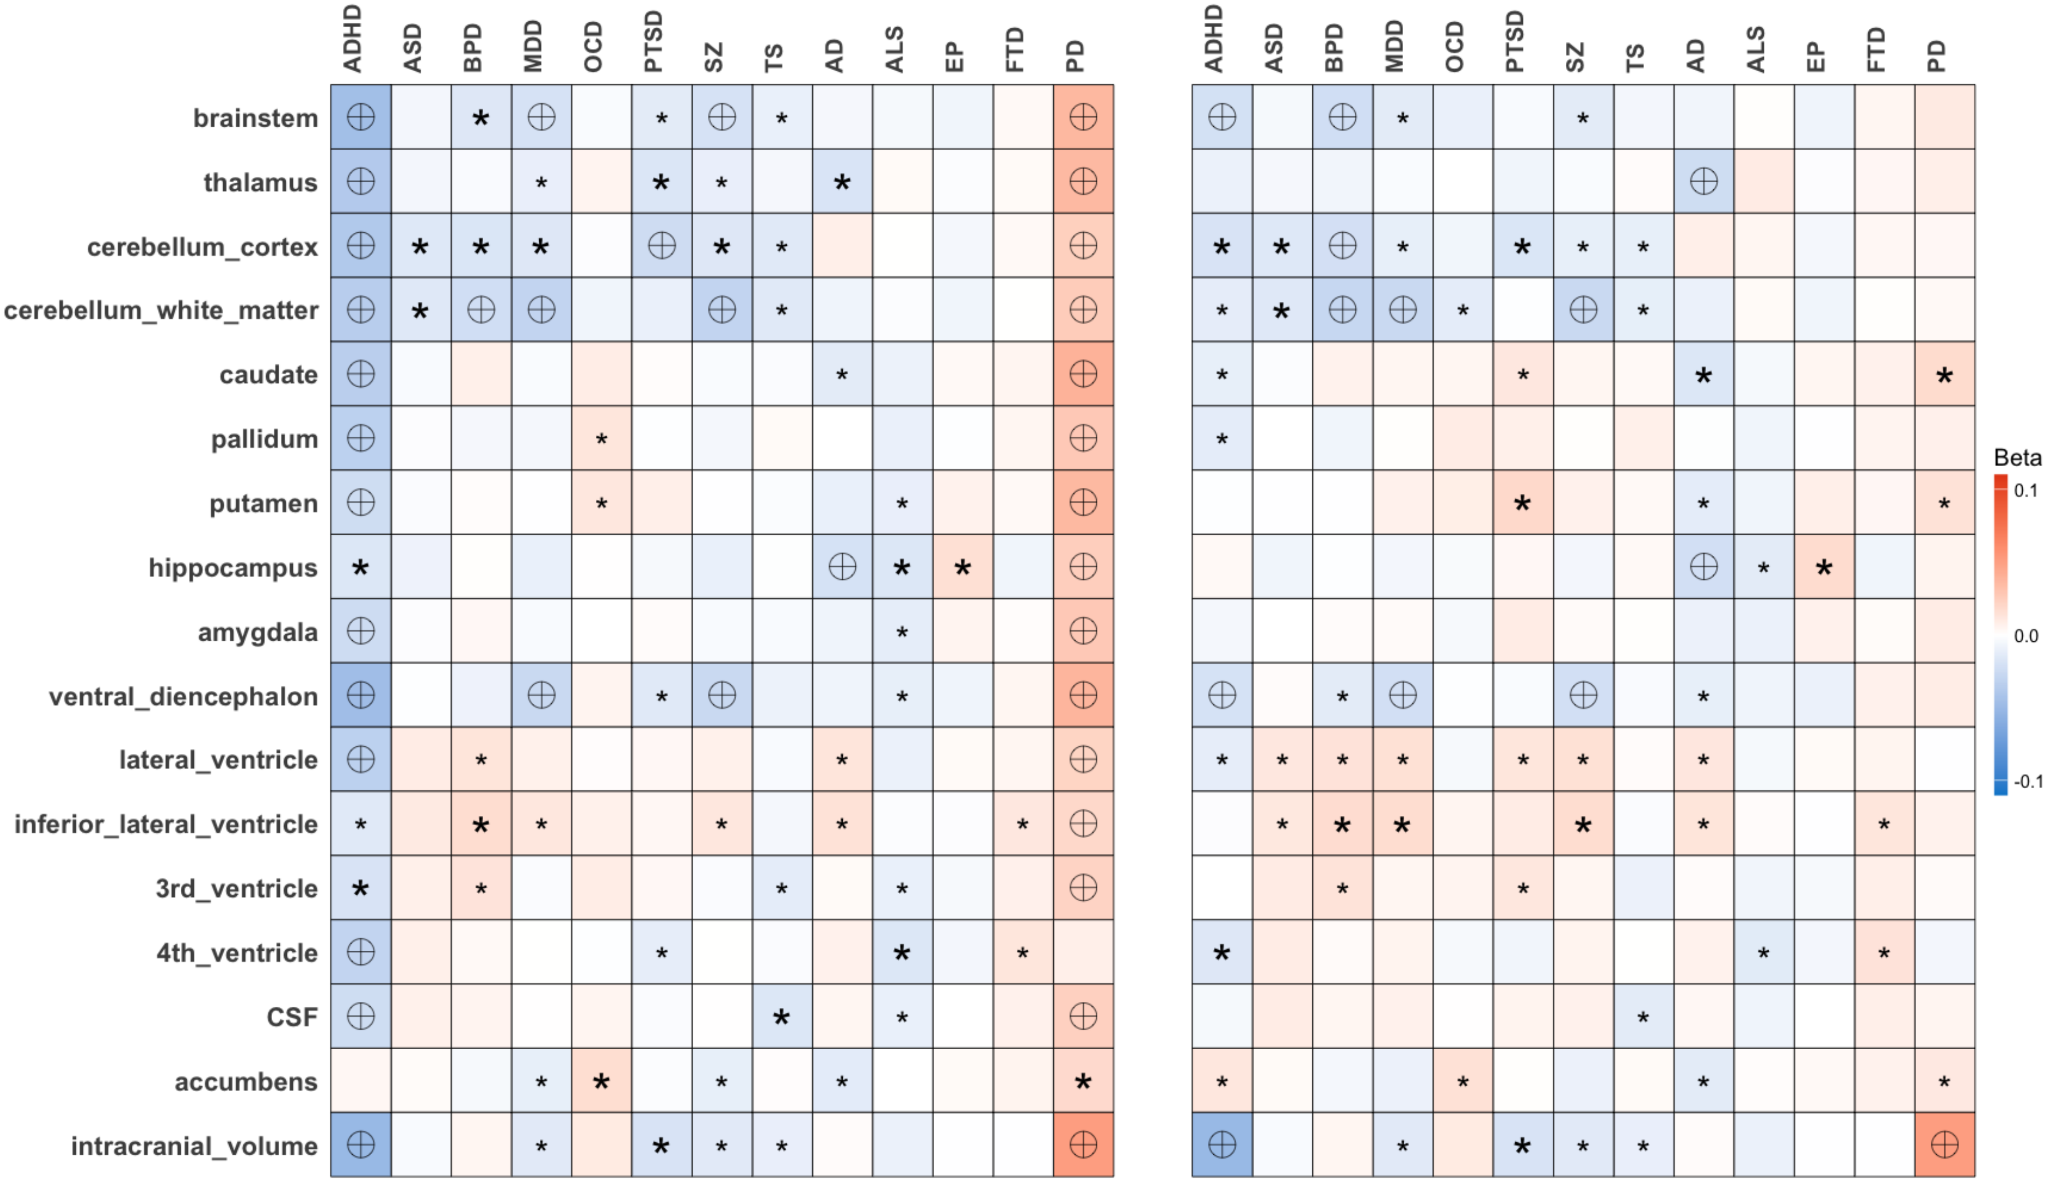 ADHD ASD BPD MDD OCD PTSD SZ TS AD ALS EP FTD PD ADHD ASD BPD MDD OCD PTSD SZ TS AD ALS EP FTD PD
brainstem * * * * *
thalamus * * * *
cerebellum_cortex * * * * * * * * * * *
cerebellum_white_matter * * * * * *
caudate * * * * *
pallidum * *
putamen * * * * *
hippocampus * * * * *
amygdala *
ventral_diencephalon * * * *
Beta
0.1
0.0
-0.1
lateral_ventricle * * * * * * * * *
inferior_lateral_ventricle * * * * * * * * * * * *
3rd_ventricle * * * * * *
4th_ventricle * * * * * *
CSF * * *
accumbens * * * * * * * * *
intracranial_volume * * * * * * * *